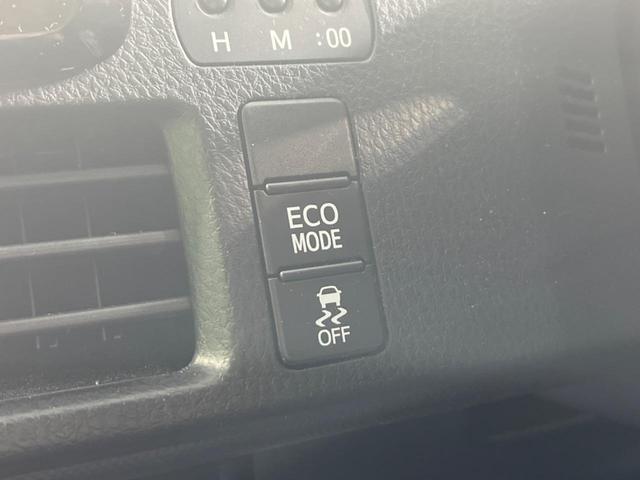 H M :00
ECO
MODE
OFF